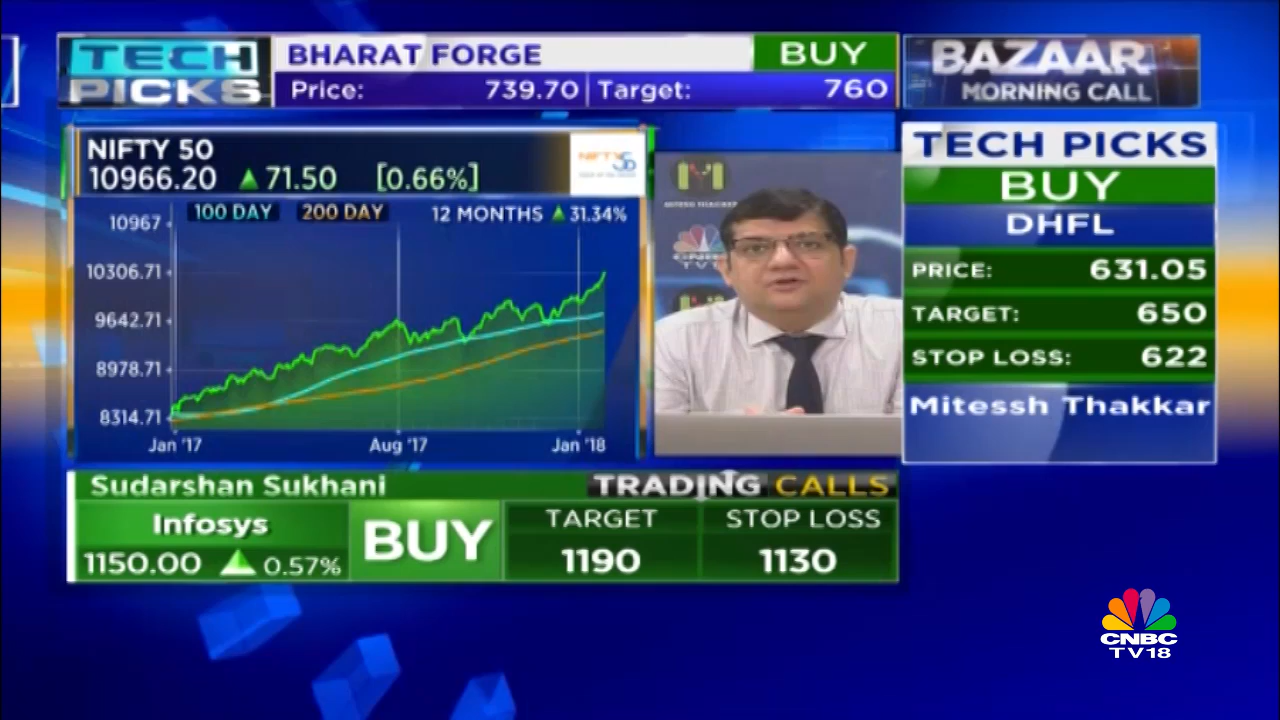 TECH
PICKS
BHARAT FORGE
BUY
Price: 739.70
Target: 760
BAZAAR
MORNING CALL
NIFTY 50
10966.20 71.50 [0.66%]
100 DAY 200 DAY 12 MONTHS 31.34%
10967
10306.71
9642.71
8978.71
8314.71
Jan '17 Aug '17 Jan '18
TECH PICKS
BUY
DHFL
PRICE: 631.05
TARGET: 650
STOP LOSS: 622
Mitessh Thakkar
Sudarshan Sukhani
TRADING CALLS
Infosys
1150.00 0.57%
BUY
TARGET
1190
STOP LOSS
1130
CNBC
TV18